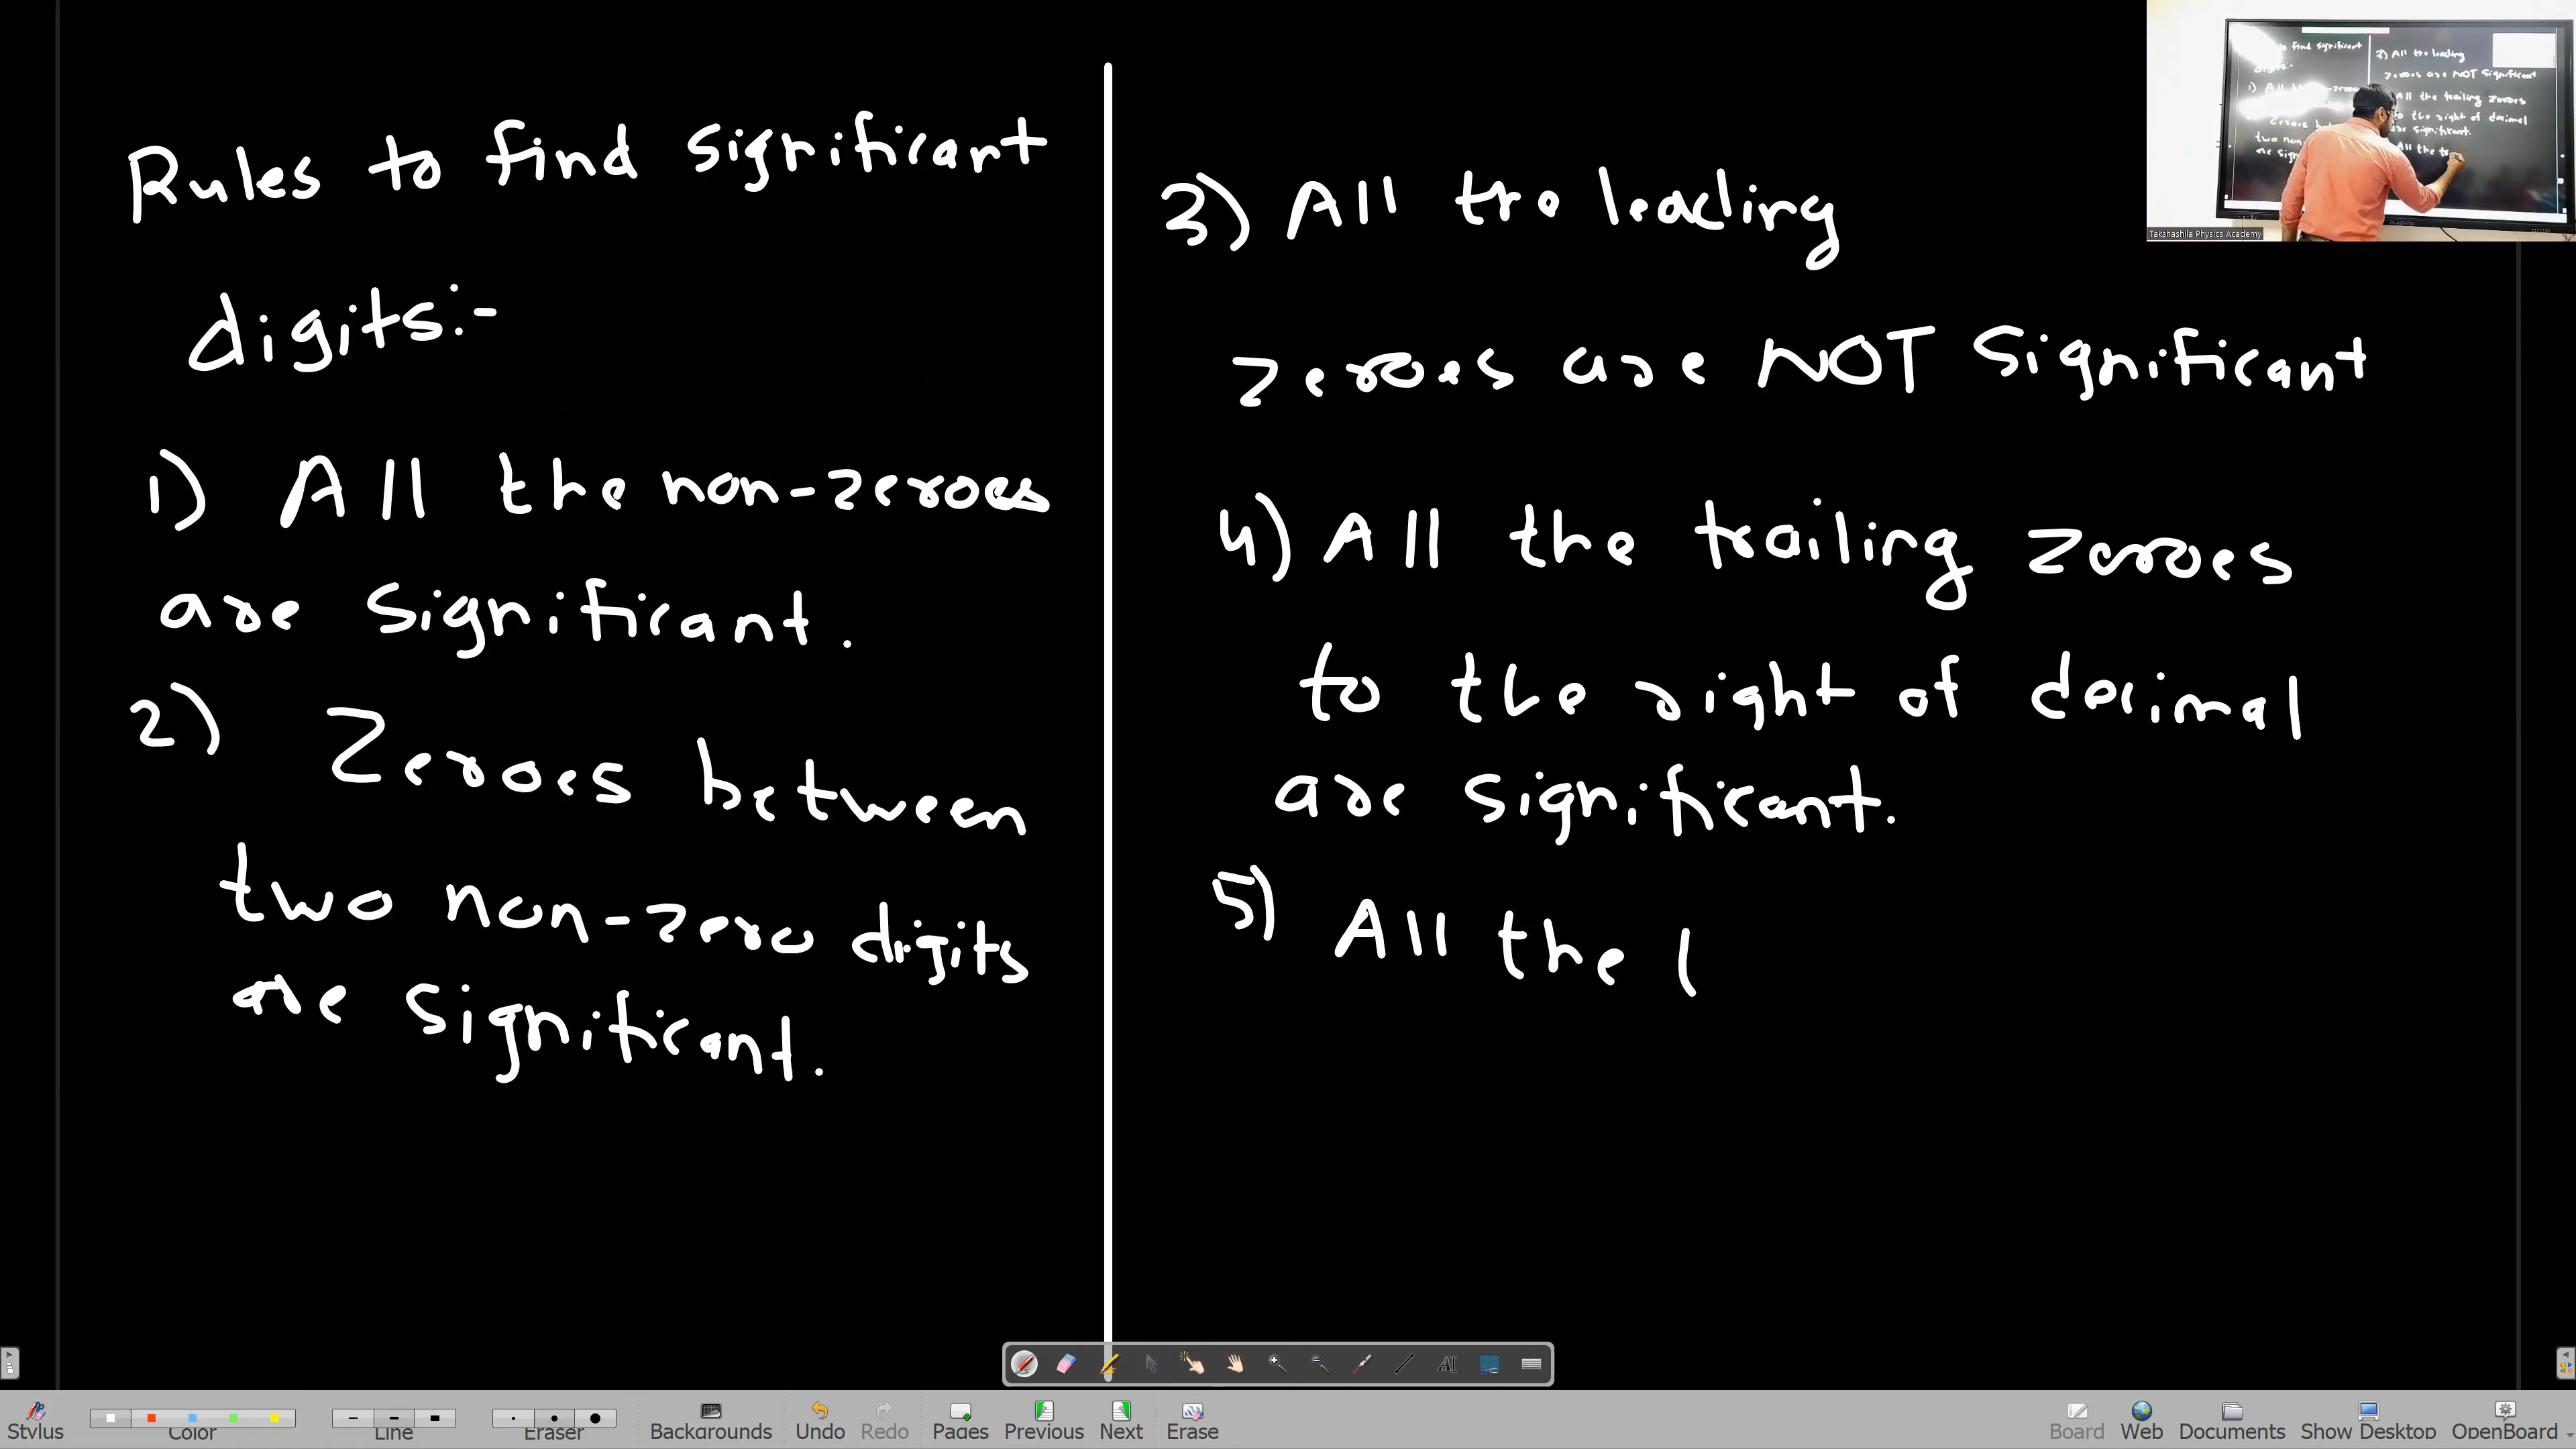 Rules to find significant
digits:-
1) All the non-zeroes
are significant.
2) Zeroes between
two non-zero digits
are significant.
3) All the leading
zeroes are NOT significant
4) All the trailing zeroes
to the right of decimal
are significant.
5) All the
Takshashila Physics Academy
Stylus Color Line Eraser Backgrounds Undo Redo Pages Previous Next Erase Board Web Documents Show Desktop OpenBoard